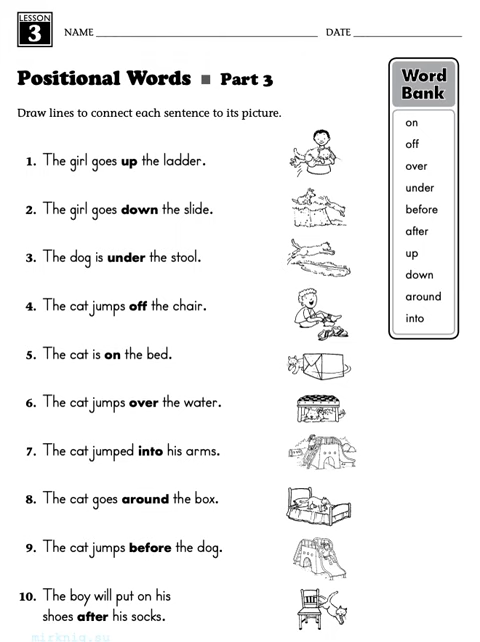 LESSON
3
NAME DATE
Positional Words ■ Part 3
Draw lines to connect each sentence to its picture.
1. The girl goes up the ladder.
2. The girl goes down the slide.
3. The dog is under the stool.
4. The cat jumps off the chair.
5. The cat is on the bed.
6. The cat jumps over the water.
7. The cat jumped into his arms.
8. The cat goes around the box.
9. The cat jumps before the dog.
10. The boy will put on his
shoes after his socks.
Word
Bank
on
off
over
under
before
after
up
down
around
into
mirknia.su